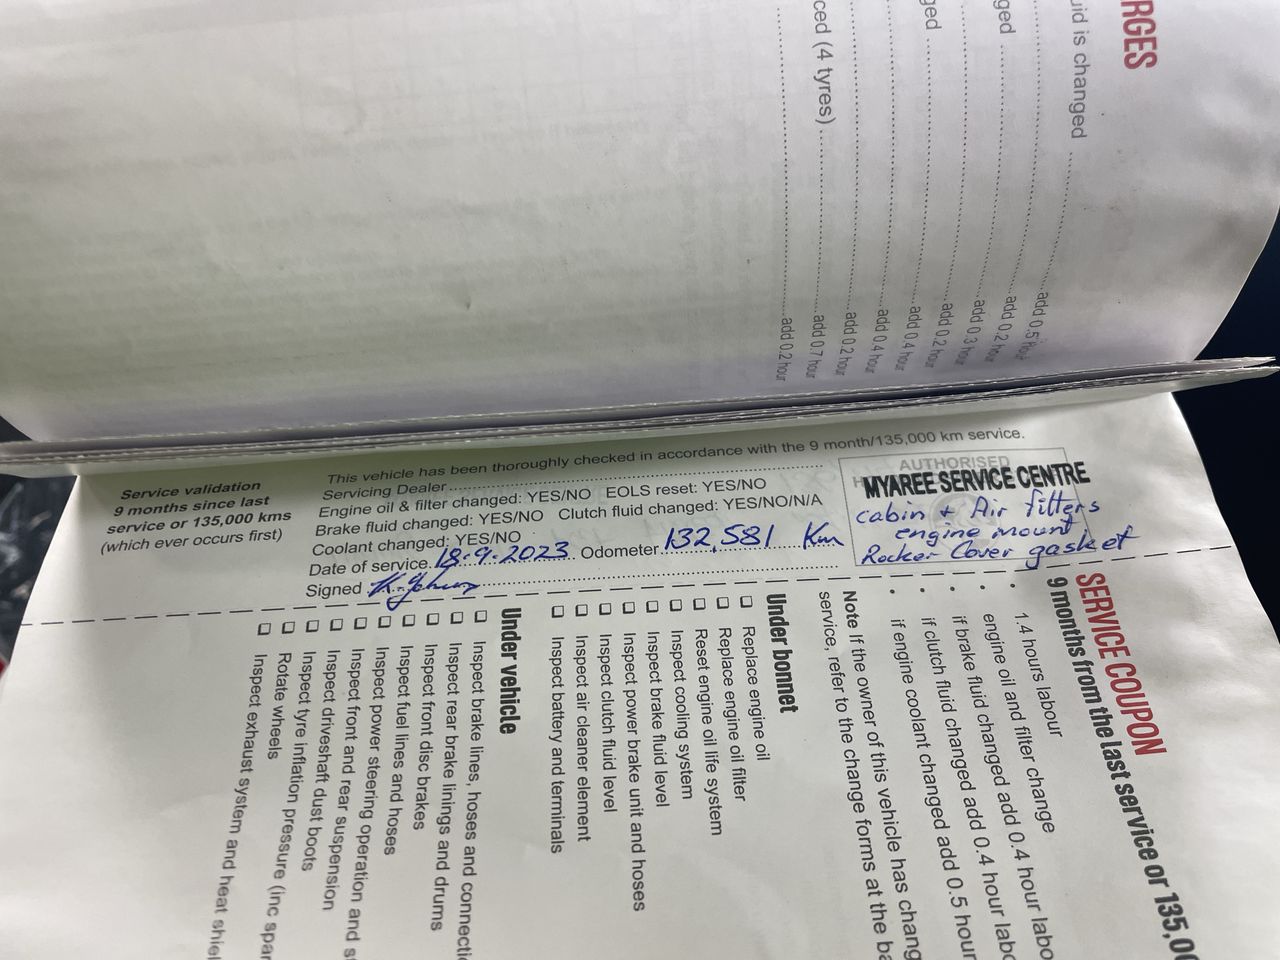 RGES
uid is changed
add 0.5 hour
ged
add 0.2 hour
add 0.3 hour
ged
add 0.2 hour
add 0.4 hour
add 0.4 hour
add 0.2 hour
ced (4 tyres)
add 0.7 hour
add 0.2 hour
Service validation
9 months since last
service or 135,000 kms
(which ever occurs first)
This vehicle has been thoroughly checked in accordance with the 9 month/135,000 km service.
Servicing Dealer
Engine oil & filter changed: YES/NO EOLS reset: YES/NO
Brake fluid changed: YES/NO Clutch fluid changed: YES/NO/N/A
Coolant changed: YES/NO
Date of service 18.9.2023 Odometer 132,581 Km
Signed
AUTHORISED
MYAREE SERVICE CENTRE
cabin + Air filters
engine mount
Rocker Cover gasket
SERVICE COUPON
9 months from the last service or 135,00
• 1.4 hours labour
• engine oil and filter change
• if brake fluid changed add 0.4 hour labo
• if clutch fluid changed add 0.4 hour labo
• if engine coolant changed add 0.5 hour
Note If the owner of this vehicle has chang
service, refer to the change forms at the ba
Under bonnet
❑ Replace engine oil
❑ Replace engine oil filter
❑ Reset engine oil life system
❑ Inspect cooling system
❑ Inspect brake fluid level
❑ Inspect power brake unit and hoses
❑ Inspect clutch fluid level
❑ Inspect air cleaner element
❑ Inspect battery and terminals
Under vehicle
❑ Inspect brake lines, hoses and connecti
❑ Inspect rear brake linings and drums
❑ Inspect front disc brakes
❑ Inspect fuel lines and hoses
❑ Inspect power steering operation and s
❑ Inspect front and rear suspension
❑ Inspect driveshaft dust boots
❑ Inspect tyre inflation pressure (inc spar
❑ Rotate wheels
❑ Inspect exhaust system and heat shiel